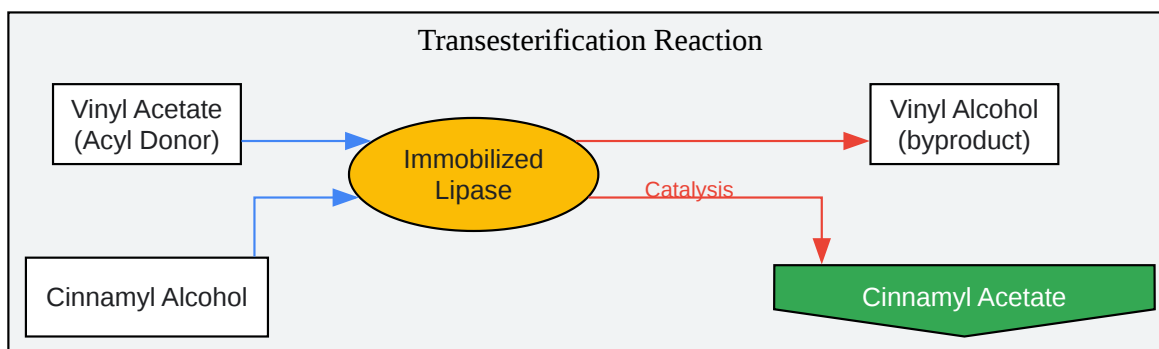 Transesterification Reaction
Vinyl Acetate
(Acyl Donor)
Vinyl Alcohol
(byproduct)
Immobilized
Lipase
Catalysis
Cinnamyl Alcohol
Cinnamyl Acetate